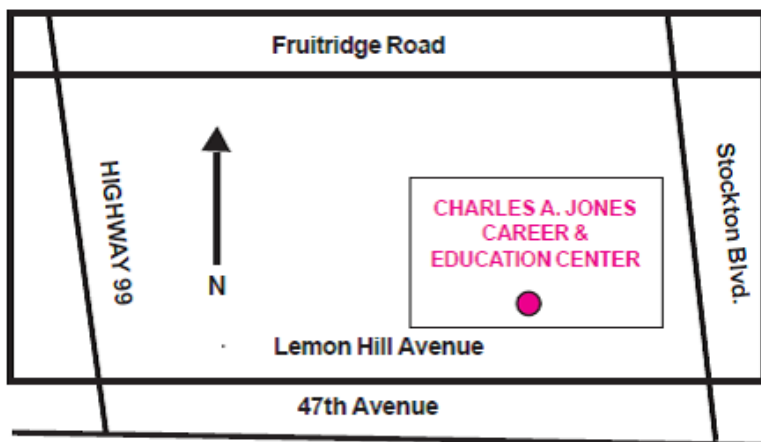 Fruitridge Road
HIGHWAY 99
N
CHARLES A. JONES
CAREER &
EDUCATION CENTER
Stockton Blvd.
Lemon Hill Avenue
47th Avenue